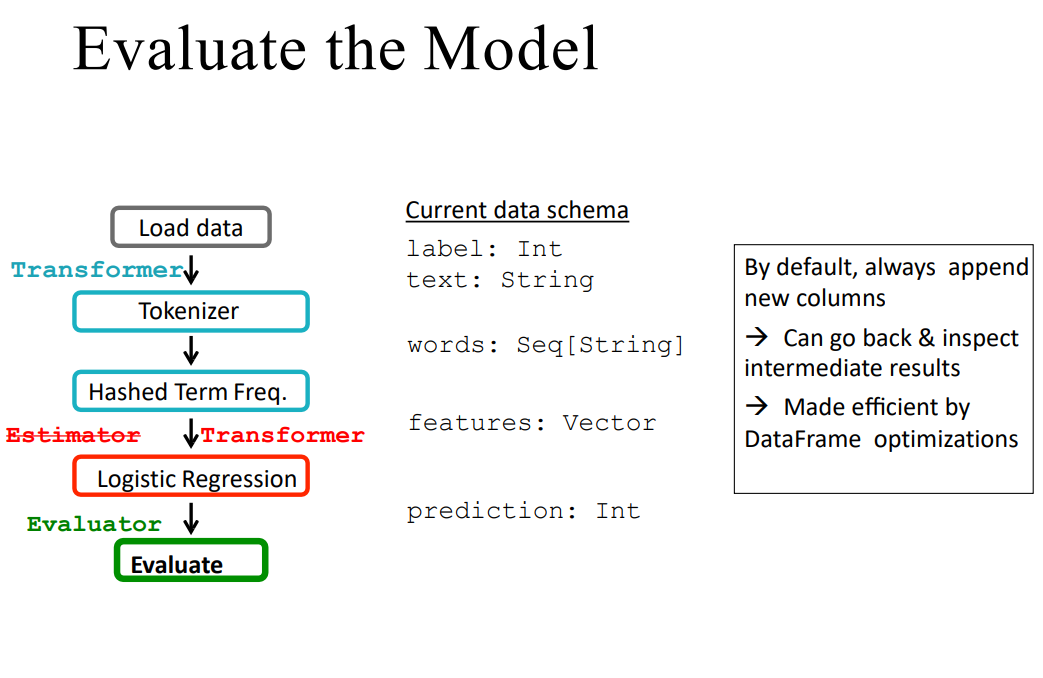 Evaluate the Model
Load data
Transformer
Tokenizer
Hashed Term Freq.
Estimator Transformer
Logistic Regression
Evaluator
Evaluate
Current data schema
label: Int
text: String
words: Seq[String]
features: Vector
prediction: Int
By default, always append
new columns
→ Can go back & inspect
intermediate results
→ Made efficient by
DataFrame optimizations